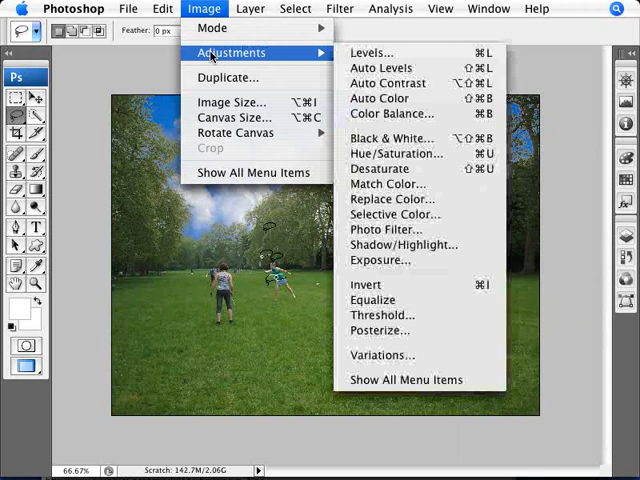 Photoshop File Edit Image Layer Select Filter Analysis View Window Help
Feather: 0 px
Mode
Adjustments
Duplicate...
Image Size... ⌥⌘I
Canvas Size... ⌥⌘C
Rotate Canvas
Crop
Show All Menu Items
Levels... ⌘L
Auto Levels ⇧⌘L
Auto Contrast ⌥⇧⌘L
Auto Color ⇧⌘B
Color Balance... ⌘B
Black & White... ⌥⇧⌘B
Hue/Saturation... ⌘U
Desaturate ⇧⌘U
Match Color...
Replace Color...
Selective Color...
Photo Filter...
Shadow/Highlight...
Exposure...
Invert ⌘I
Equalize
Threshold...
Posterize...
Variations...
Show All Menu Items
Ps
T
66.67% Scratch: 142.7M/2.06G